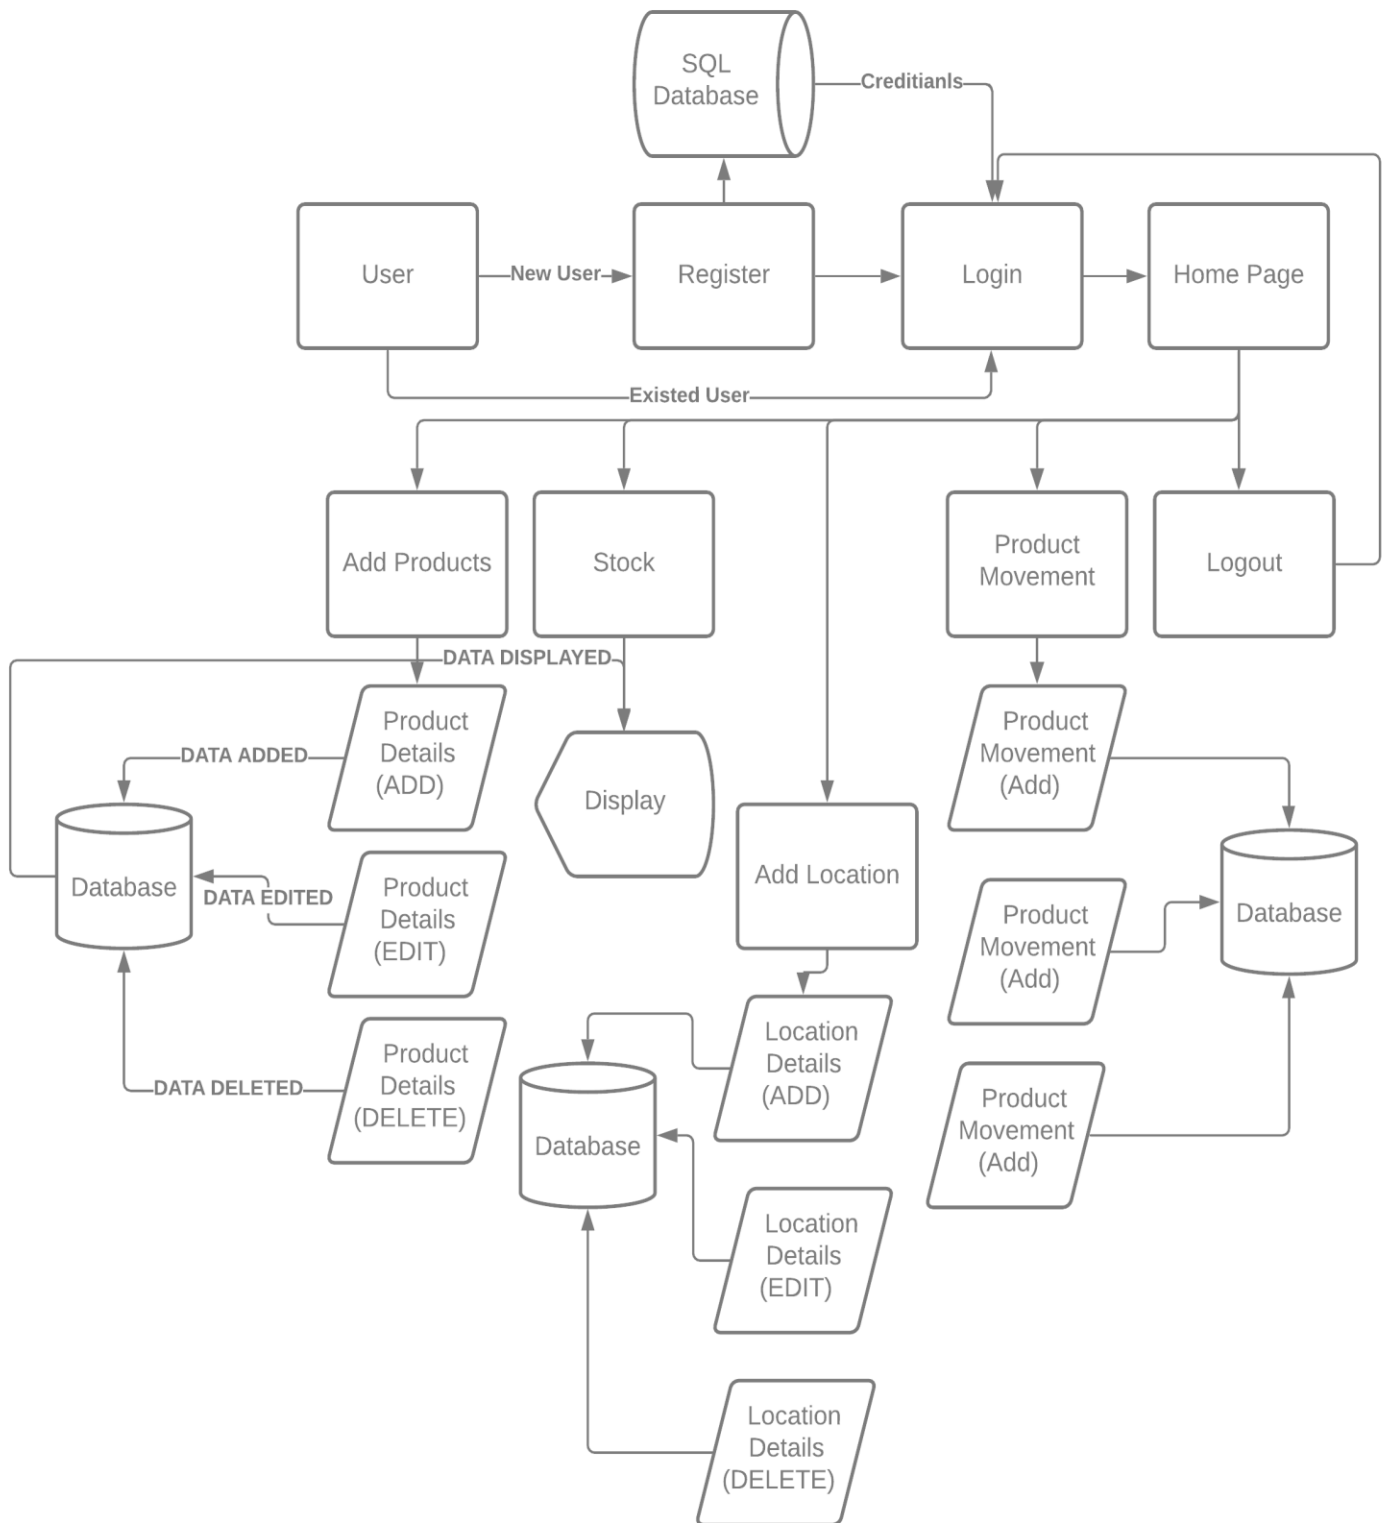 SQL
Database
Creditianls
User
New User
Register
Login
Home Page
Existed User
Add Products
Stock
Product
Movement
Logout
DATA DISPLAYED
Product
Details
(ADD)
DATA ADDED
Display
Product
Movement
(Add)
Database
DATA EDITED
Product
Details
(EDIT)
Add Location
Product
Movement
(Add)
Database
Product
Details
(DELETE)
DATA DELETED
Location
Details
(ADD)
Database
Product
Movement
(Add)
Location
Details
(EDIT)
Location
Details
(DELETE)